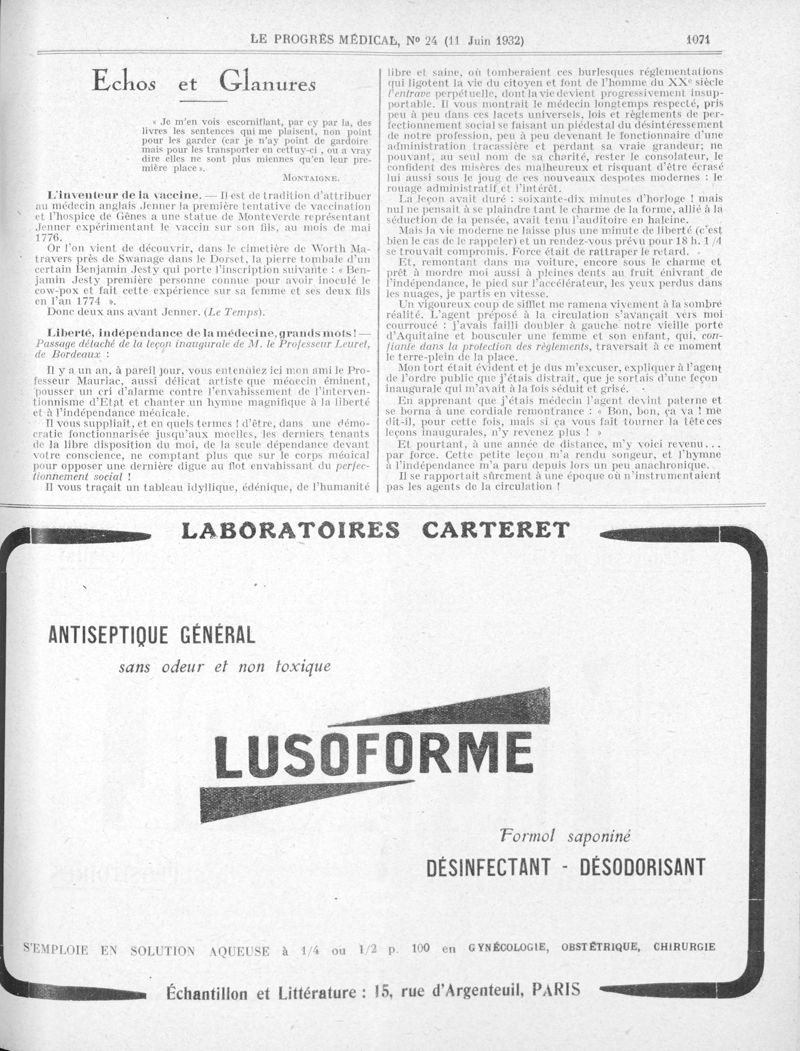 LE PROGRÈS MÉDICAL, No 24 (11 Juin 1932) 1071
Echos et Glanures
« Je m'en vois escorniflant, par cy par la, des
livres les sentences qui me plaisent, non point
pour les garder (car je n'ay point de gardoire
mais pour les transporter en cettuy-ci, ou a vray
dire elles ne sont plus miennes qu'en leur pre-
mière place ».
MONTAIGNE.
L'inventeur de la vaccine. — Il est de tradition d'attribuer
au médecin anglais Jenner la première tentative de vaccination
et l'hospice de Gênes a une statue de MonteVerde représentant
Jenner expérimentant le vaccin sur son fils, au mois de mai
1776.
Or l'on vient de découvrir, dans le cimetière de Worth Ma-
travers près de Swanage dans le Dorset, la pierre tombale d'un
certain Benjamin Jesty qui porte l'inscription suivante : « Ben-
jamin Jesty première personne connue pour avoir inoculé le
cow-pox et fait cette expérience sur sa femme et ses deux fils
en l'an 1774 ».
Donc deux ans avant Jenner. (Le Temps).
Liberté, indépendance de la médecine, grands mots ! —
Passage détaché de la leçon inaugurale de M. le Professeur Leuret,
de Bordeaux :
Il y a un an, à pareil jour, vous entendiez ici mon ami le Pro-
fesseur Mauriac, aussi délicat artiste que médecin éminent,
pousser un cri d'alarme contre l'envahissement de l'interven-
tionnisme d'Etat et chanter un hymne magnifique à la liberté
et à l'indépendance médicale.
Il vous suppliait, et en quels termes ! d'être, dans une démo-
cratie fonctionnarisée jusqu'aux moelles, les derniers tenants
de la libre disposition du moi, de la seule dépendance devant
votre conscience, ne comptant plus que sur le corps médical
pour opposer une dernière digue au flot envahissant du perfec-
tionnement social !
Il vous traçait un tableau idyllique, édénique, de l'humanité
libre et saine, où tomberaient ces burlesques réglementations
qui ligotent la vie du citoyen et font de l'homme du XXe siècle
l'entrave perpétuelle, dont la vie devient progressivement insup-
portable. Il vous montrait le médecin longtemps respecté, pris
peu à peu dans ces lacets universels, lois et règlements de per-
fectionnement social se faisant un piédestal du désintéressement
de notre profession, peu à peu devenant le fonctionnaire d'une
administration tracassière et perdant sa vraie grandeur; ne
pouvant, au seul nom de sa charité, rester le consolateur, le
confident des misères des malheureux et risquant d'être écrasé
lui aussi sous le joug de ces nouveaux despotes modernes : le
rouage administratif et l'intérêt.
La leçon avait duré : soixante-dix minutes d'horloge ! mais
nul ne pensait à se plaindre tant le charme de la forme, allié à la
séduction de la pensée, avait tenu l'auditoire en haleine.
Mais la vie moderne ne laisse plus une minute de liberté (c'est
bien le cas de le rappeler) et un rendez-vous prévu pour 18 h. 1/4
se trouvait compromis. Force était de rattraper le retard.
Et, remontant dans ma voiture, encore sous le charme et
prêt à mordre moi aussi à pleines dents au fruit énivrant de
l'indépendance, le pied sur l'accélérateur, les yeux perdus dans
les nuages, je partis en vitesse.
Un vigoureux coup de sifflet me ramena vivement à la sombre
réalité. L'agent préposé à la circulation s'avançait vers moi
courroucé : j'avais failli doubler à gauche notre vieille porte
d'Aquitaine et bousculer une femme et son enfant, qui, con-
fiante dans la protection des règlements, traversait à ce moment
le terre-plein de la place.
Mon tort était évident et je dus m'excuser, expliquer à l'agent
de l'ordre public que j'étais distrait, que je sortais d'une leçon
inaugurale qui m'avait à la fois séduit et grisé.
En apprenant que j'étais médecin l'agent devint paterne et
se borna à une cordiale remontrance : « Bon, bon, ça va ! me
dit-il, pour cette fois, mais si ça vous fait tourner la tête ces
leçons inaugurales, n'y revenez plus ! »
Et pourtant, à une année de distance, m'y voici revenu...
par force. Cette petite leçon m'a rendu songeur, et l'hymne
à l'indépendance m'a paru depuis lors un peu anachronique.
Il se rapportait sûrement à une époque où n'instrumentaient
pas les agents de la circulation !
LABORATOIRES CARTERET
ANTISEPTIQUE GÉNÉRAL
sans odeur et non toxique
LUSOFORME
Formol saponiné
DÉSINFECTANT - DÉSODORISANT
S'EMPLOIE EN SOLUTION AQUEUSE à 1/4 ou 1/2 p. 100 en GYNÉCOLOGIE, OBSTÉTRIQUE, CHIRURGIE
Échantillon et Littérature : 15, rue d'Argenteuil, PARIS